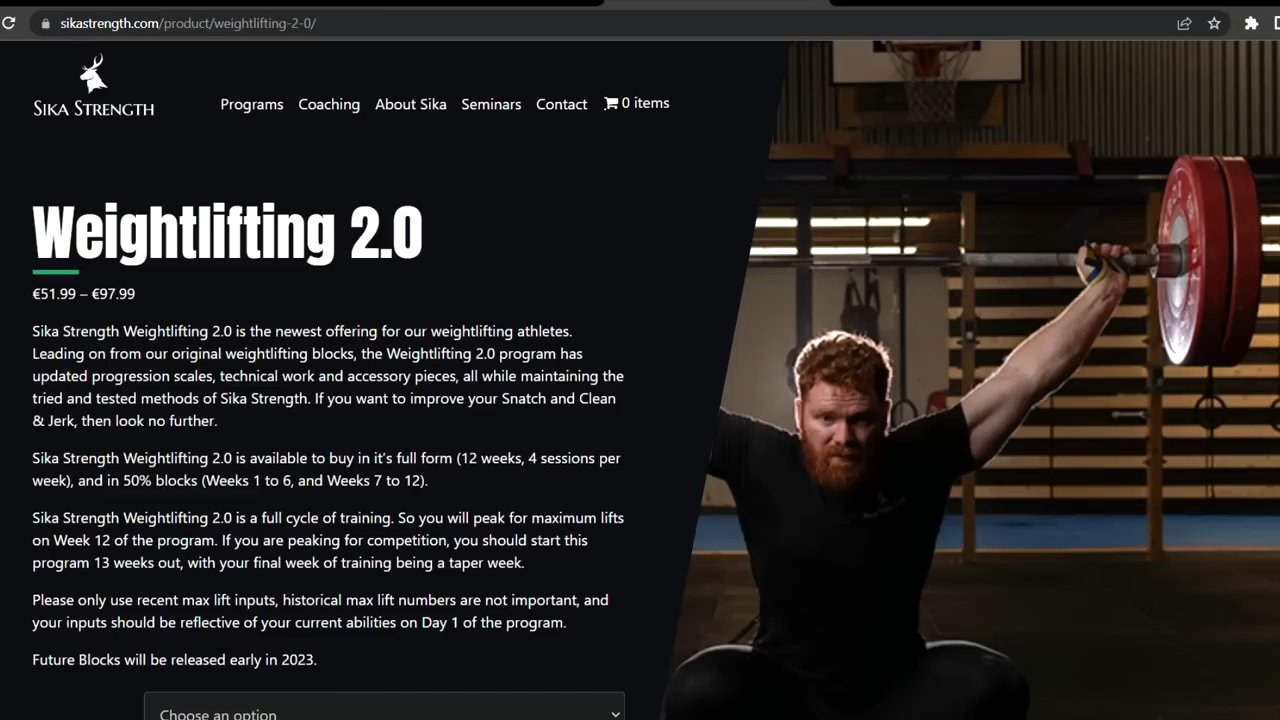 sikastrength.com/product/weightlifting-2-0/
SIKA STRENGTH
Programs Coaching About Sika Seminars Contact 0 items
Weightlifting 2.0
€51.99 – €97.99
Sika Strength Weightlifting 2.0 is the newest offering for our weightlifting athletes.
Leading on from our original weightlifting blocks, the Weightlifting 2.0 program has
updated progression scales, technical work and accessory pieces, all while maintaining the
tried and tested methods of Sika Strength. If you want to improve your Snatch and Clean
& Jerk, then look no further.
Sika Strength Weightlifting 2.0 is available to buy in it's full form (12 weeks, 4 sessions per
week), and in 50% blocks (Weeks 1 to 6, and Weeks 7 to 12).
Sika Strength Weightlifting 2.0 is a full cycle of training. So you will peak for maximum lifts
on Week 12 of the program. If you are peaking for competition, you should start this
program 13 weeks out, with your final week of training being a taper week.
Please only use recent max lift inputs, historical max lift numbers are not important, and
your inputs should be reflective of your current abilities on Day 1 of the program.
Future Blocks will be released early in 2023.
Choose an option